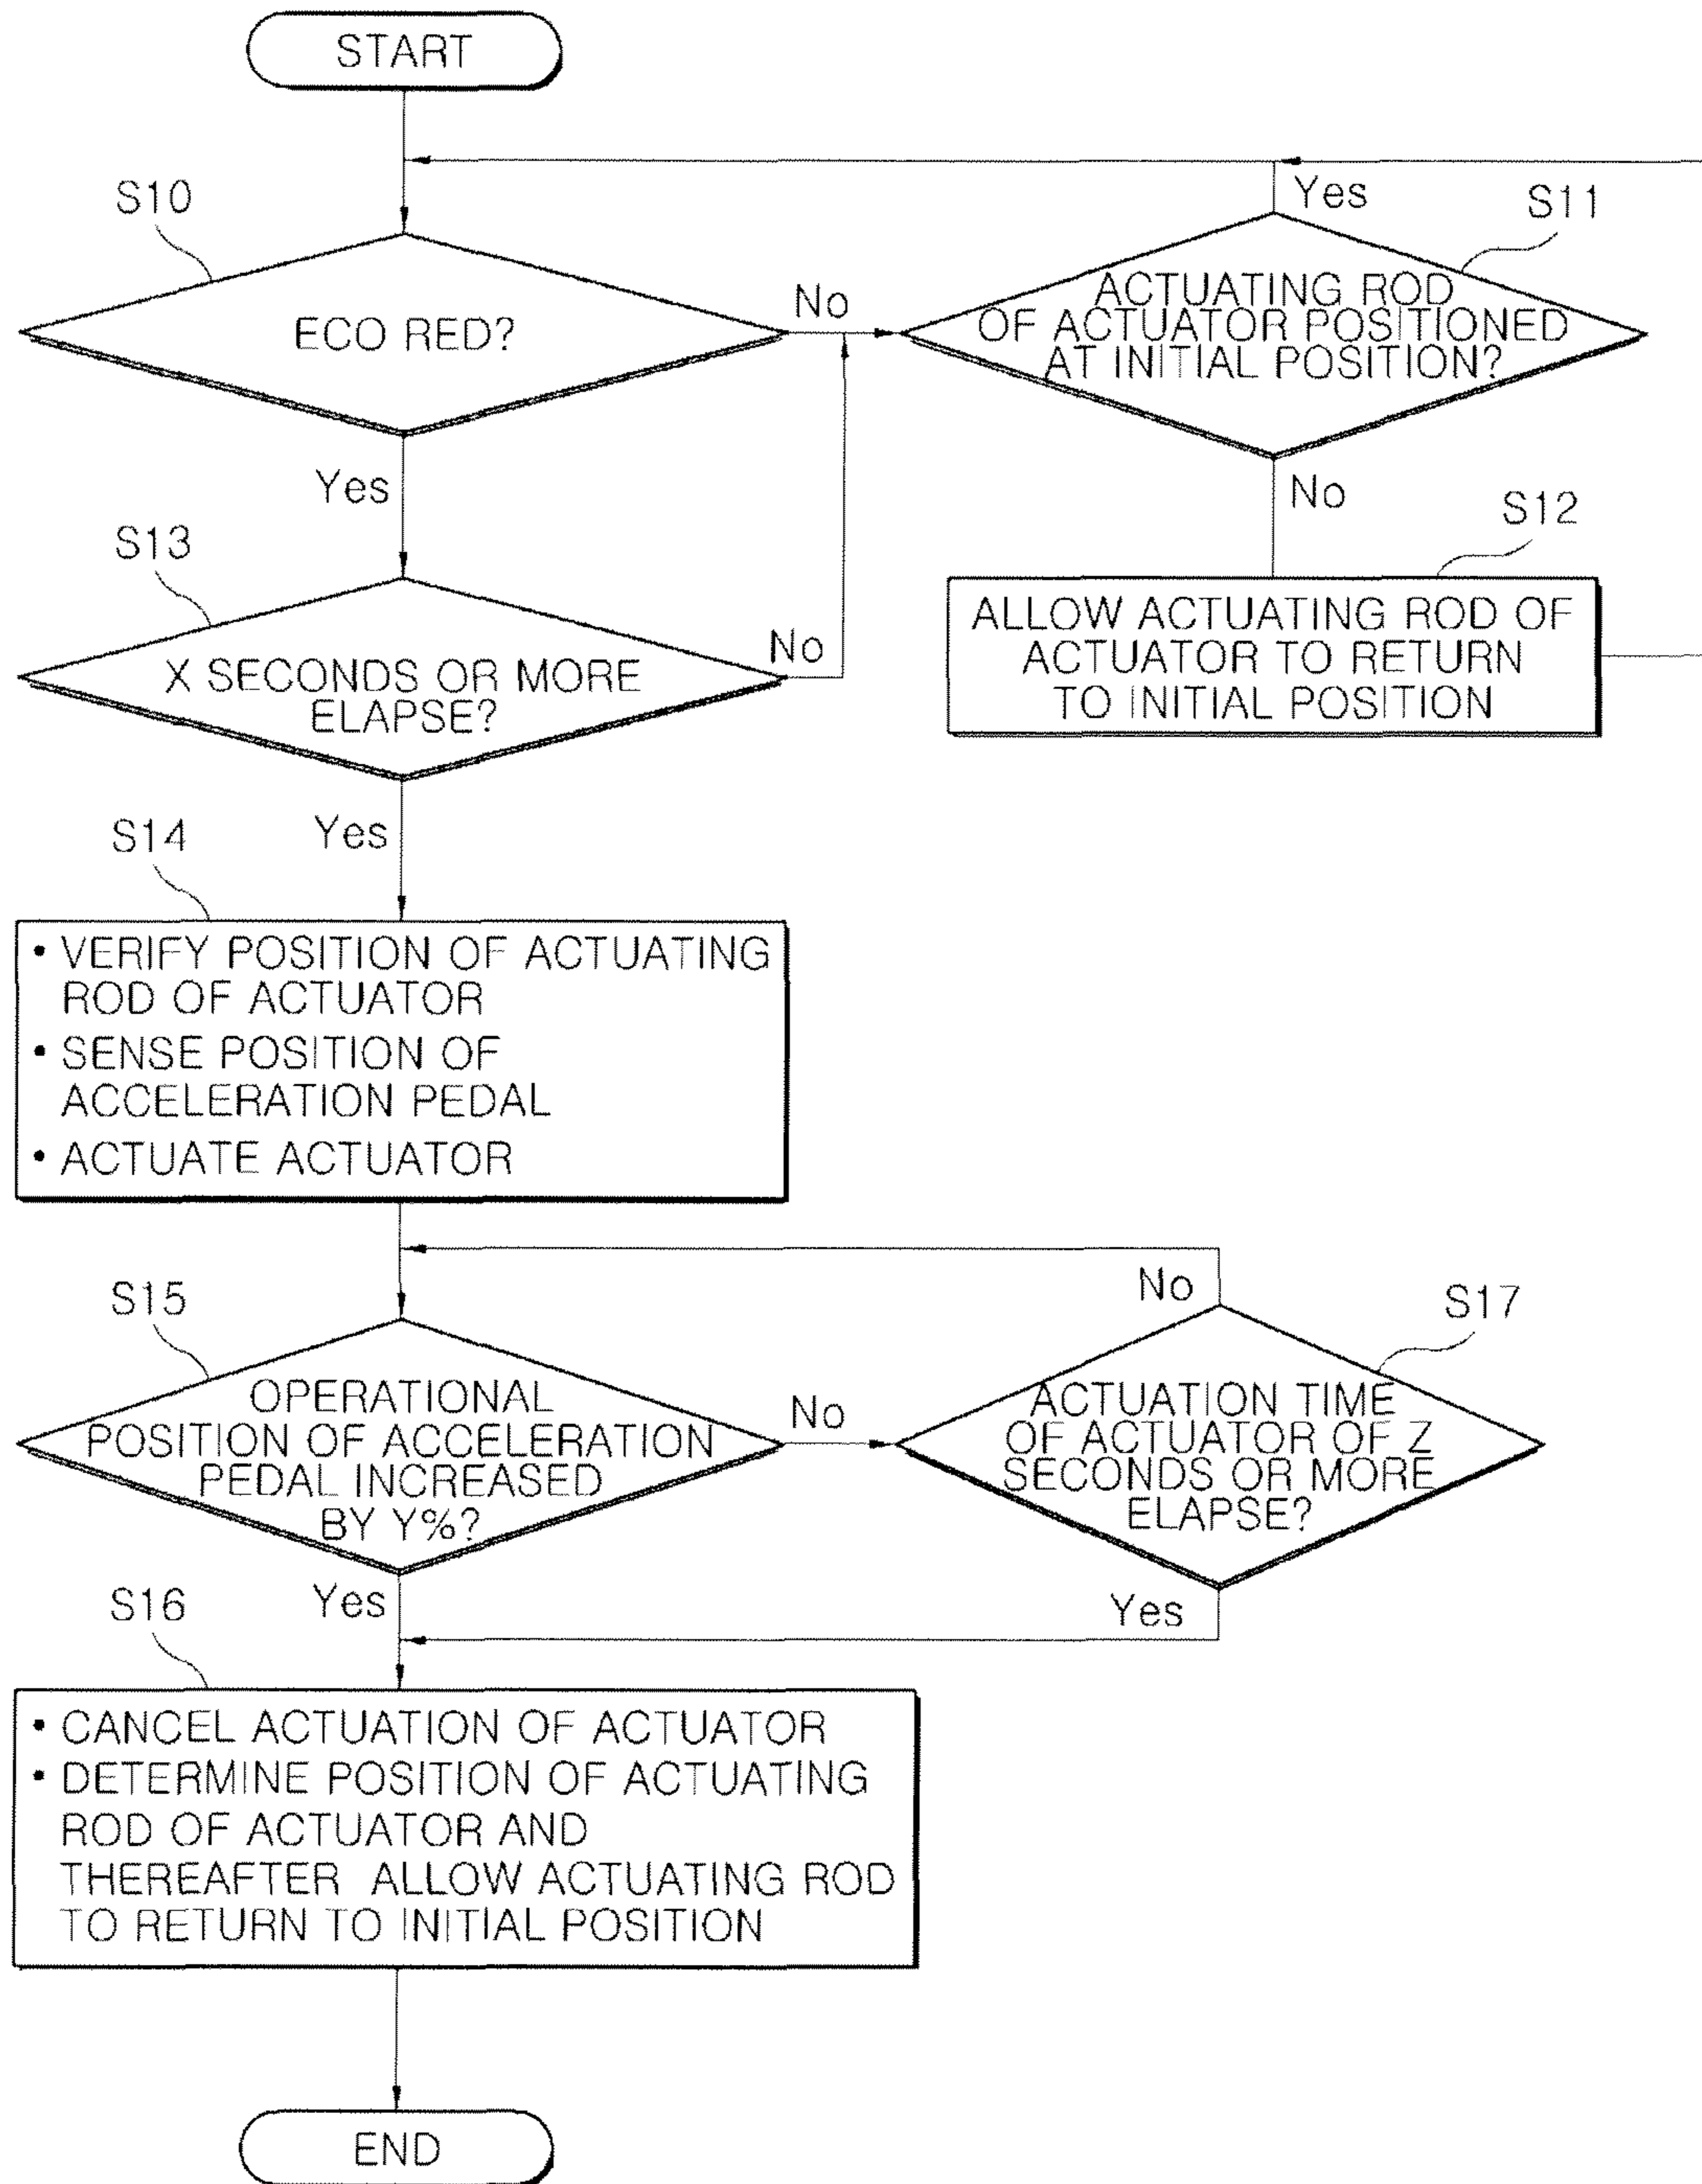 START
S10
Yes
S11
ECO RED?
No
ACTUATING ROD
OF ACTUATOR POSITIONED
AT INITIAL POSITION?
Yes
No
S13
S12
X SECONDS OR MORE
ELAPSE?
No
ALLOW ACTUATING ROD OF
ACTUATOR TO RETURN
TO INITIAL POSITION
S14
Yes
• VERIFY POSITION OF ACTUATING
ROD OF ACTUATOR
• SENSE POSITION OF
ACCELERATION PEDAL
• ACTUATE ACTUATOR
S15
No
S17
OPERATIONAL
POSITION OF ACCELERATION
PEDAL INCREASED
BY Y%?
No
ACTUATION TIME
OF ACTUATOR OF Z
SECONDS OR MORE
ELAPSE?
S16
Yes
Yes
• CANCEL ACTUATION OF ACTUATOR
• DETERMINE POSITION OF ACTUATING
ROD OF ACTUATOR AND
THEREAFTER ALLOW ACTUATING ROD
TO RETURN TO INITIAL POSITION
END